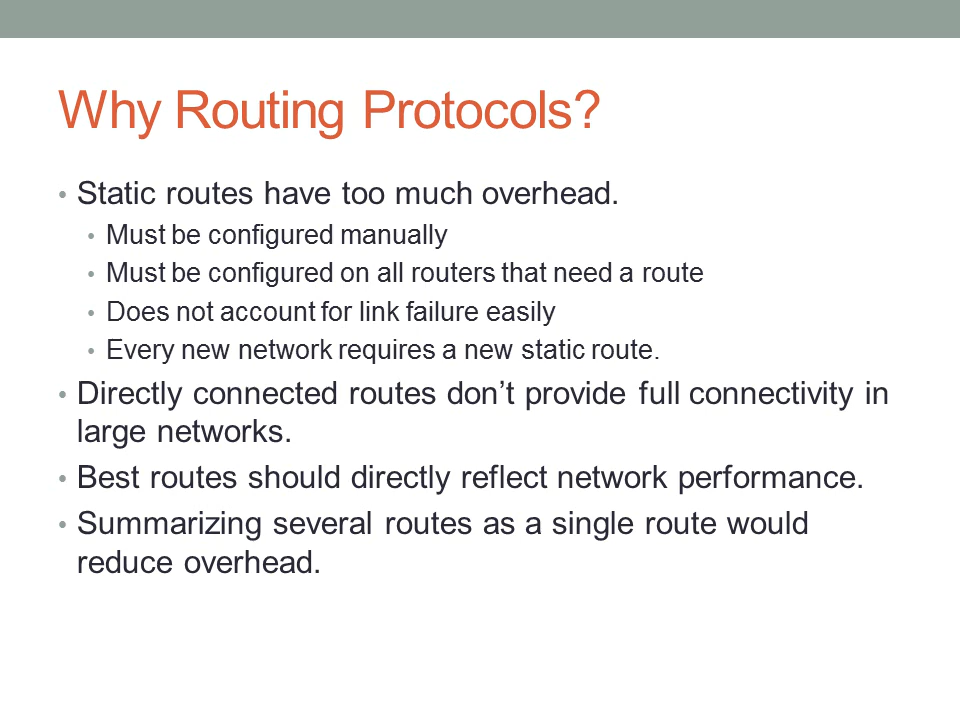 Why Routing Protocols?
• Static routes have too much overhead.
• Must be configured manually
• Must be configured on all routers that need a route
• Does not account for link failure easily
• Every new network requires a new static route.
• Directly connected routes don’t provide full connectivity in
large networks.
• Best routes should directly reflect network performance.
• Summarizing several routes as a single route would
reduce overhead.